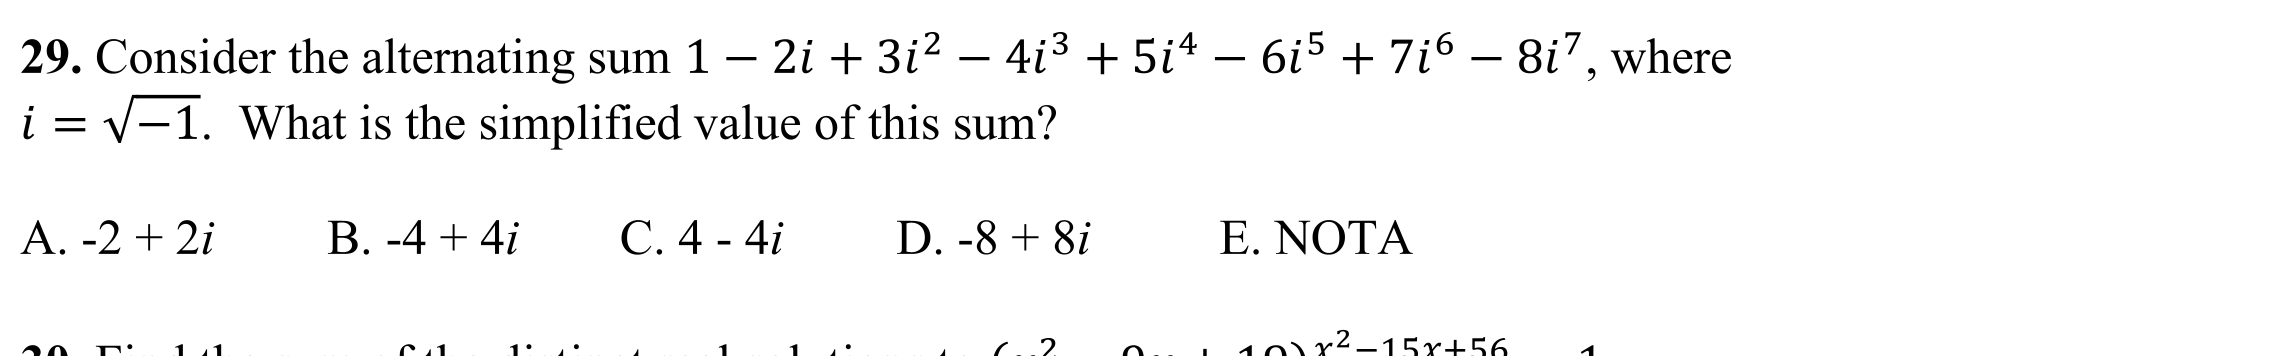 29. Consider the alternating sum 1 − 2i + 3i² − 4i³ + 5i⁴ − 6i⁵ + 7i⁶ − 8i⁷, where
i = √−1. What is the simplified value of this sum?
A. -2 + 2i B. -4 + 4i C. 4 - 4i D. -8 + 8i E. NOTA